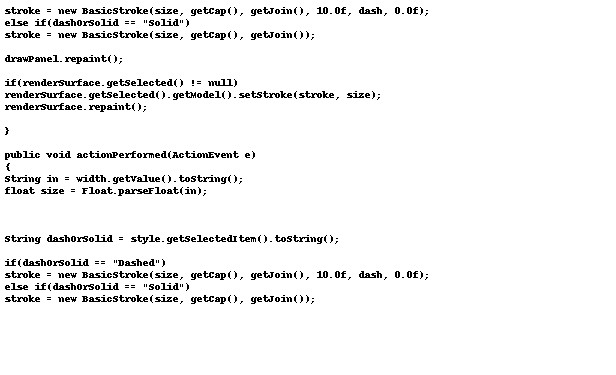 stroke = new BasicStroke(size, getCap(), getJoin(), 10.0f, dash, 0.0f);
else if(dashOrSolid == "Solid")
stroke = new BasicStroke(size, getCap(), getJoin());
drawPanel.repaint();
if(renderSurface.getSelected() != null)
renderSurface.getSelected().getModel().setStroke(stroke, size);
renderSurface.repaint();
}
public void actionPerformed(ActionEvent e)
{
String in = width.getValue().toString();
float size = Float.parseFloat(in);
String dashOrSolid = style.getSelectedItem().toString();
if(dashOrSolid == "Dashed")
stroke = new BasicStroke(size, getCap(), getJoin(), 10.0f, dash, 0.0f);
else if(dashOrSolid == "Solid")
stroke = new BasicStroke(size, getCap(), getJoin());